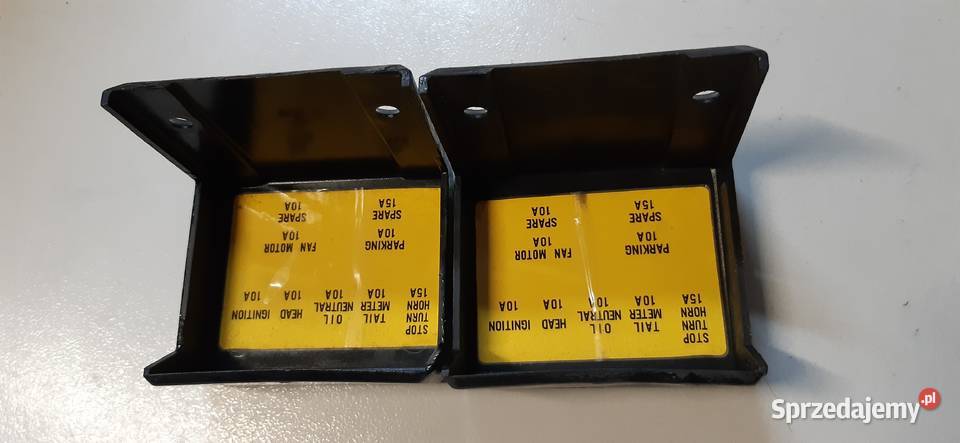 STOP
TURN
HORN
15A
TAIL
METER
10A
OIL
NEUTRAL
10A
HEAD
10A
IGNITION
10A
PARKING
10A
FAN MOTOR
10A
SPARE
15A
SPARE
10A
STOP
TURN
HORN
15A
TAIL
METER
10A
OIL
NEUTRAL
10A
HEAD
10A
IGNITION
10A
PARKING
10A
FAN MOTOR
10A
SPARE
15A
SPARE
10A
Sprzedajemy.pl